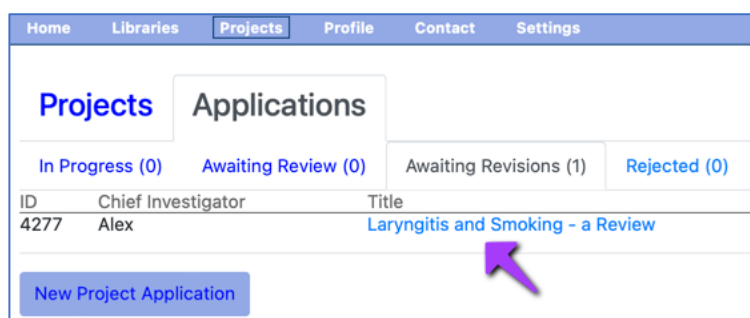 Home Libraries Projects Profile Contact Settings
Projects Applications
In Progress (0) Awaiting Review (0) Awaiting Revisions (1) Rejected (0)
ID Chief Investigator Title
4277 Alex Laryngitis and Smoking - a Review
New Project Application